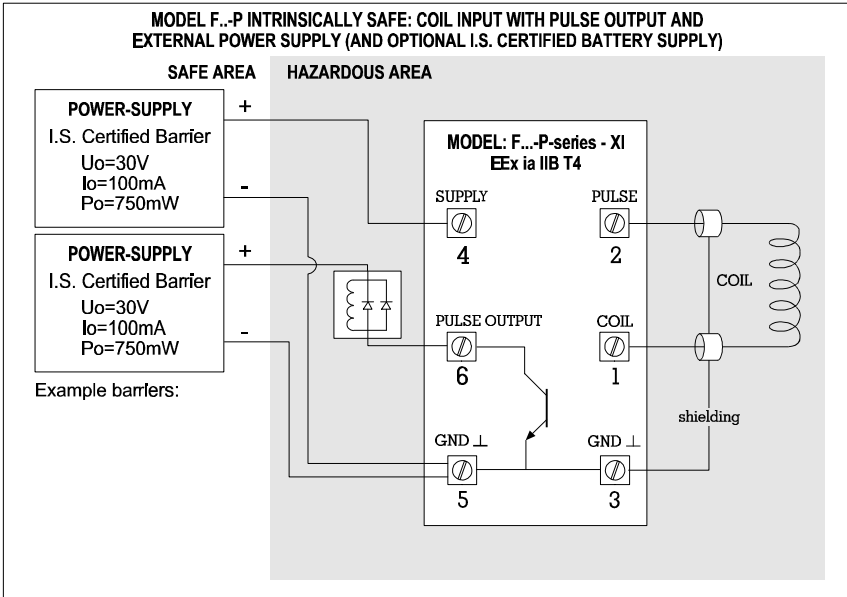 MODEL F..-P INTRINSICALLY SAFE: COIL INPUT WITH PULSE OUTPUT AND
EXTERNAL POWER SUPPLY (AND OPTIONAL I.S. CERTIFIED BATTERY SUPPLY)
SAFE AREA
HAZARDOUS AREA
POWER-SUPPLY
I.S. Certified Barrier
Uo=30V
Io=100mA
Po=750mW
+
-
POWER-SUPPLY
I.S. Certified Barrier
Uo=30V
Io=100mA
Po=750mW
+
-
Example barriers:
MODEL: F...-P-series - XI
EEx ia IIB T4
SUPPLY
4
PULSE
2
PULSE OUTPUT
6
COIL
1
GND ⊥
5
GND ⊥
3
COIL
shielding